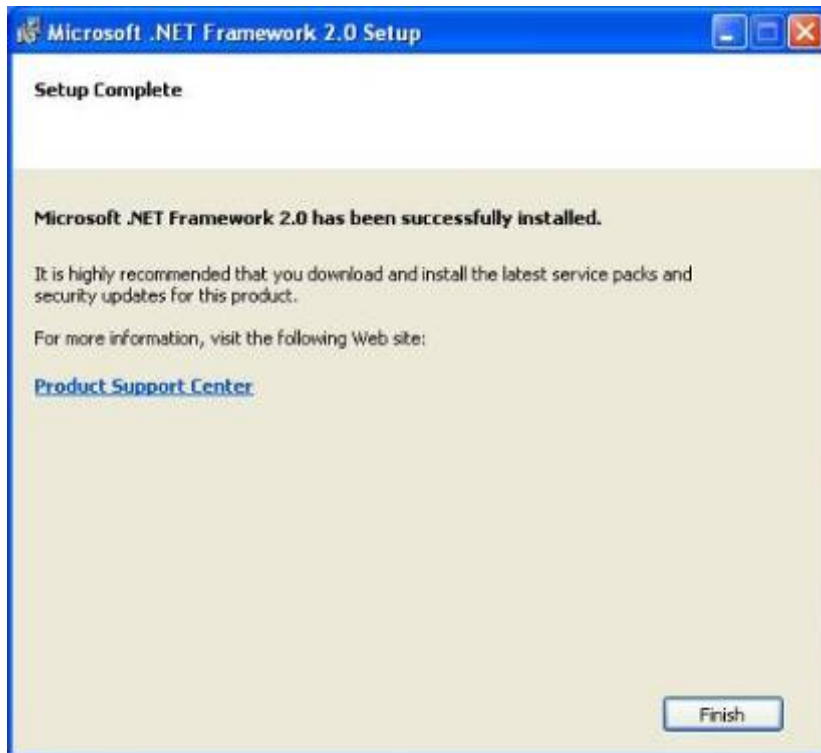 Microsoft .NET Framework 2.0 Setup
Setup Complete
Microsoft .NET Framework 2.0 has been successfully installed.
It is highly recommended that you download and install the latest service packs and
security updates for this product.
For more information, visit the following Web site:
Product Support Center
Finish